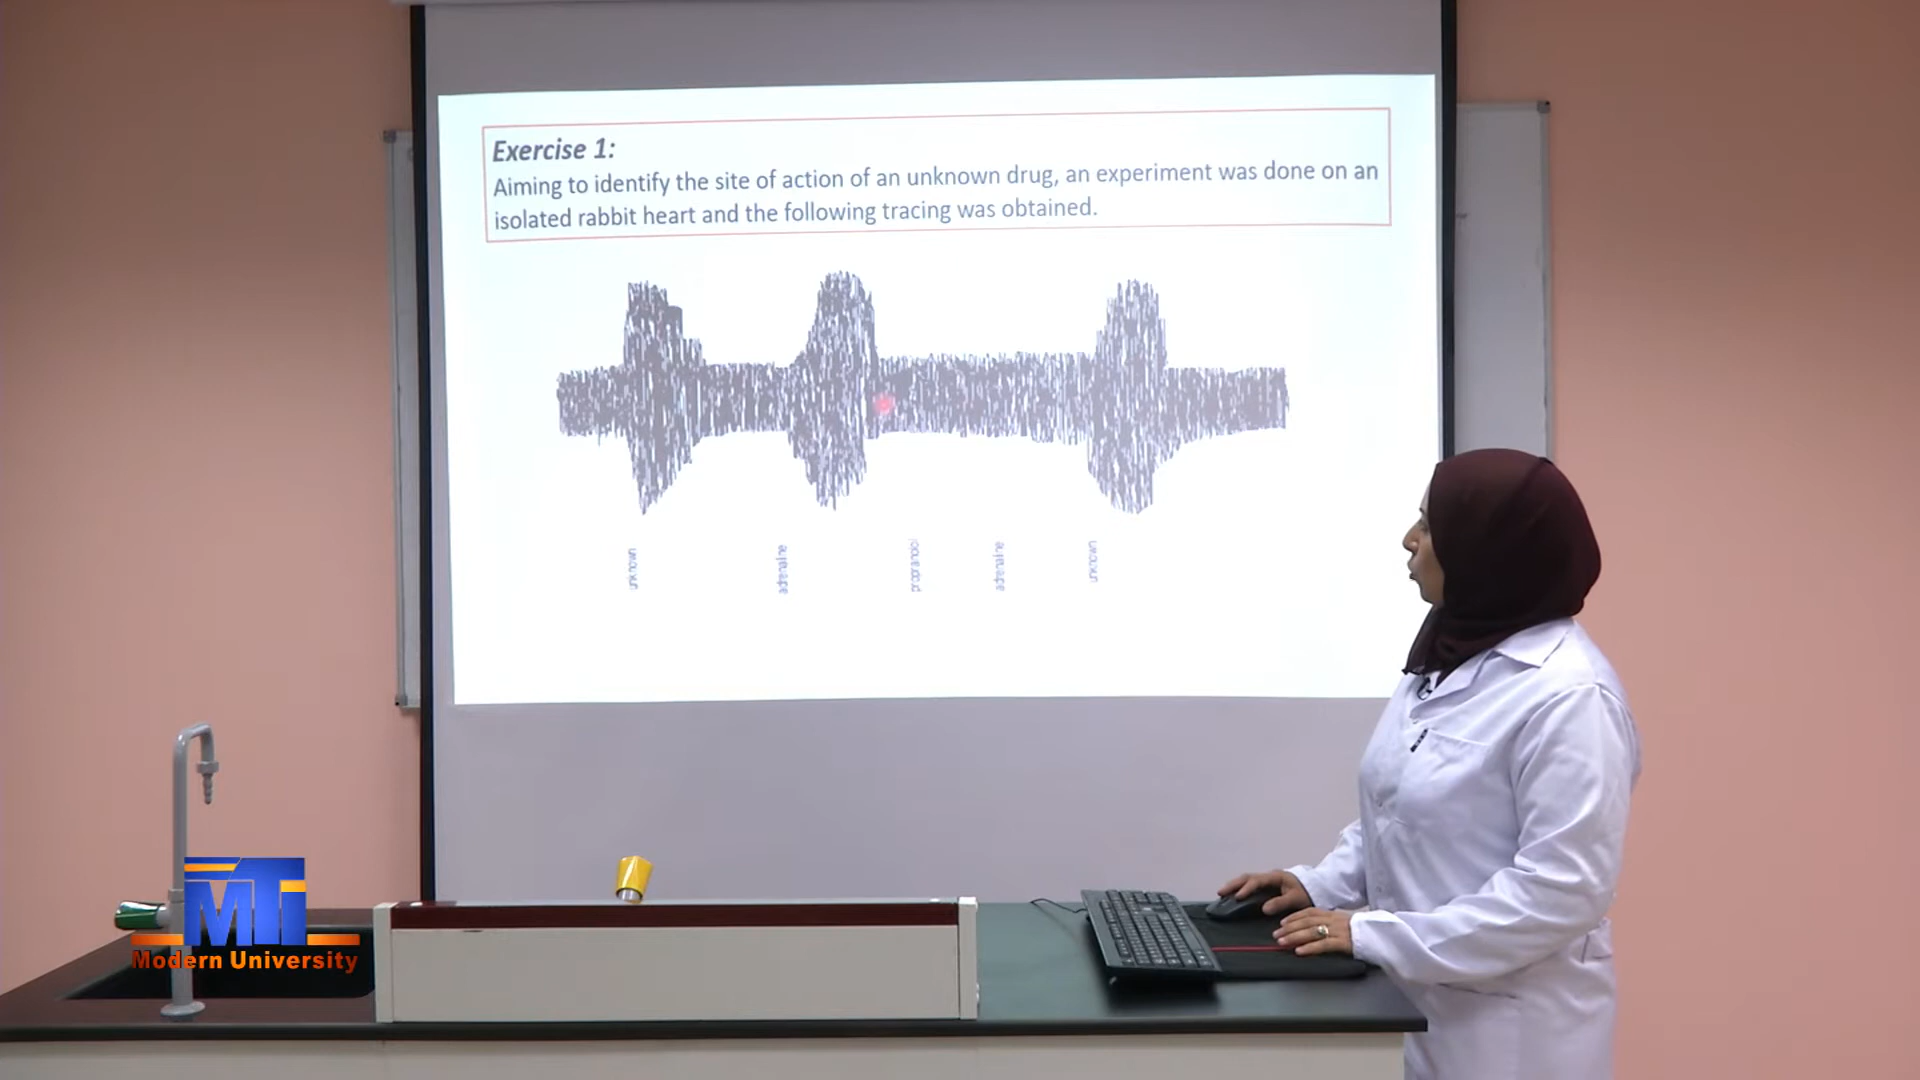 Exercise 1:
Aiming to identify the site of action of an unknown drug, an experiment was done on an
isolated rabbit heart and the following tracing was obtained.
unknown
adrenaline
propranolol
adrenaline
unknown
MTI
Modern University